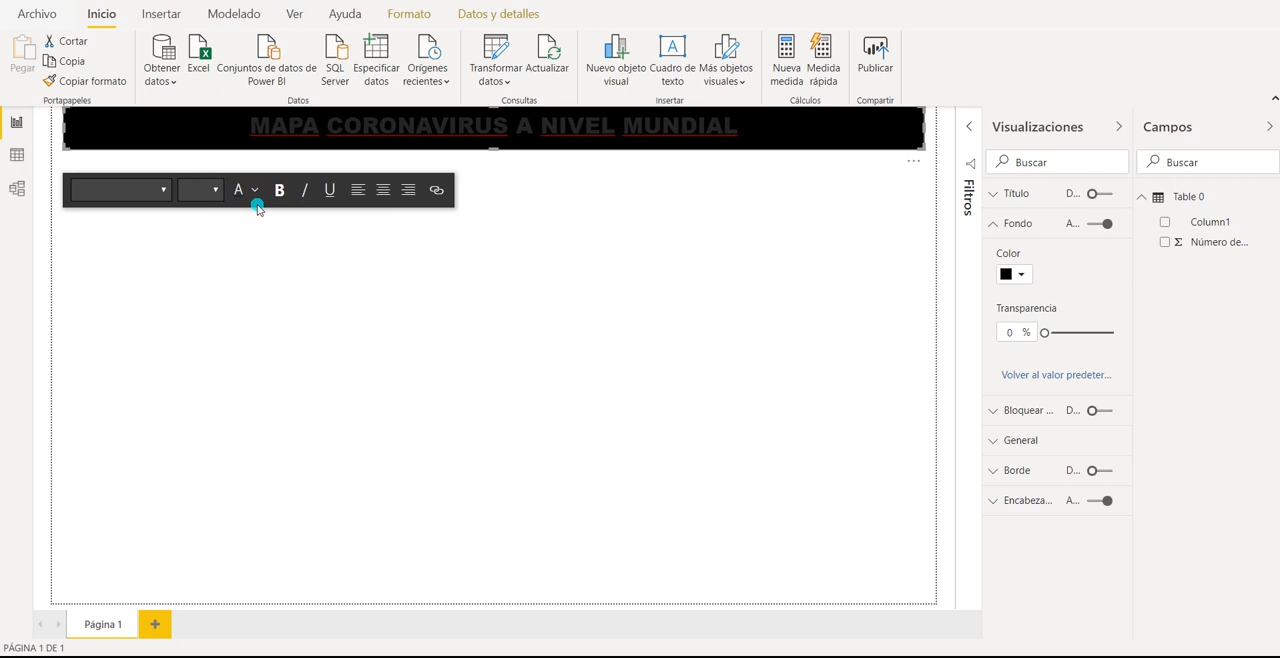 Archivo Inicio Insertar Modelado Ver Ayuda Formato Datos y detalles
Pegar
Cortar
Copia
Copiar formato
Portapapeles
Obtener datos
Excel
Conjuntos de datos de Power BI
SQL Server
Especificar datos
Orígenes recientes
Datos
Transformar datos
Actualizar
Consultas
Nuevo objeto visual
Cuadro de texto
Más objetos visuales
Insertar
Nueva medida
Medida rápida
Cálculos
Publicar
Compartir
MAPA CORONAVIRUS A NIVEL MUNDIAL
A B / U
Filtros
Visualizaciones
Buscar
Título D...
Fondo A...
Color
Transparencia
0 %
Volver al valor predeter...
Bloquear ... D...
General
Borde D...
Encabeza... A...
Campos
Buscar
Table 0
Column1
Σ Número de...
Página 1
PÁGINA 1 DE 1